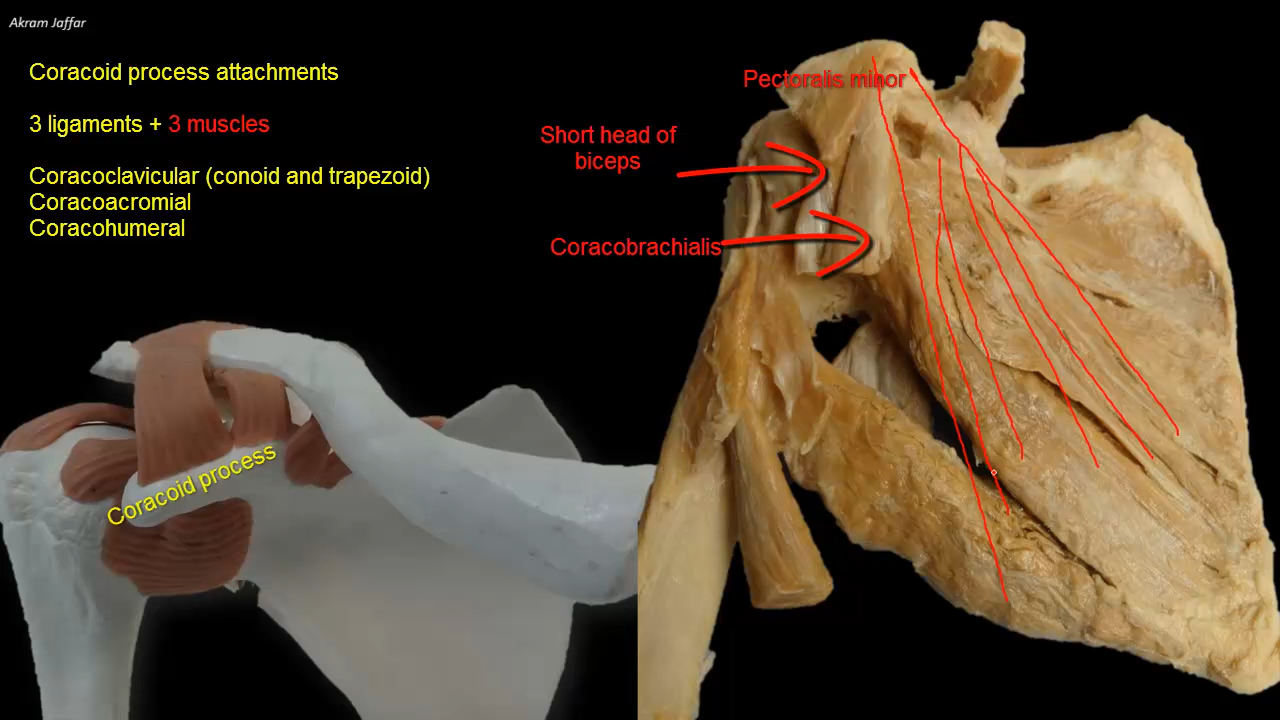 Akram Jaffar
Coracoid process attachments
3 ligaments + 3 muscles
Coracoclavicular (conoid and trapezoid)
Coracoacromial
Coracohumeral
Pectoralis minor
Short head of
biceps
Coracobrachialis
Coracoid process